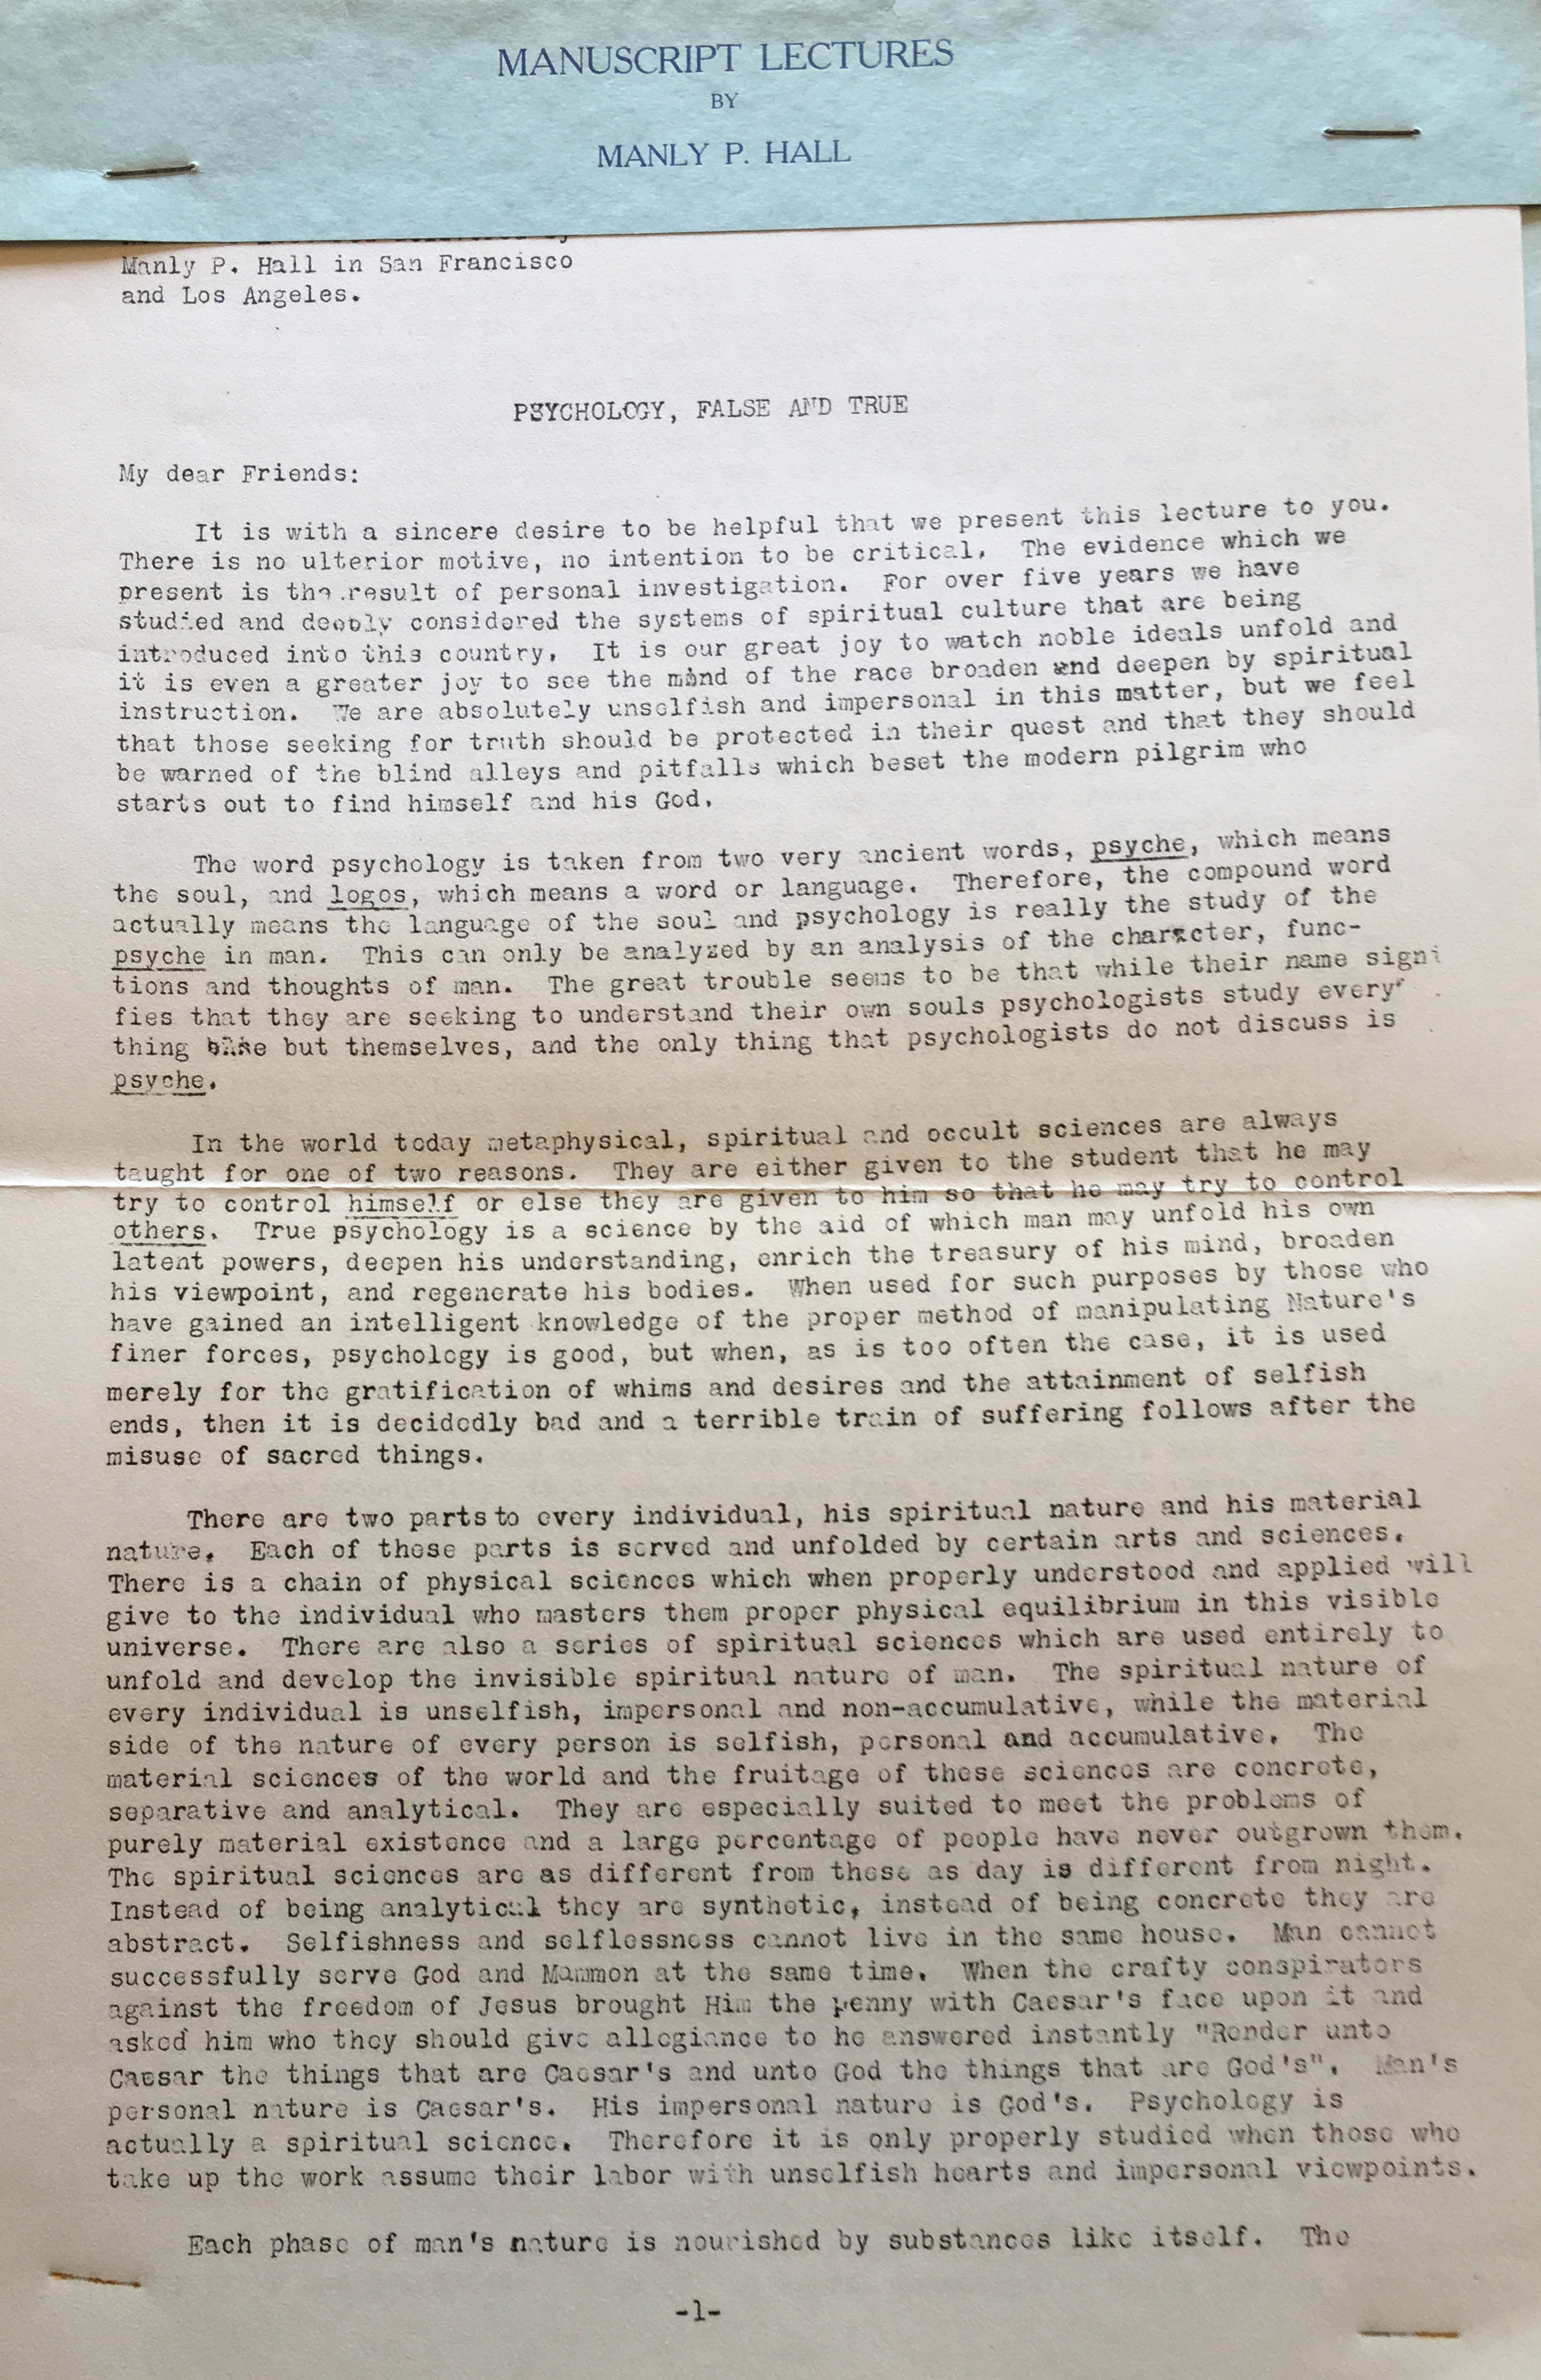 MANUSCRIPT LECTURES
BY
MANLY P. HALL
Manly P. Hall in San Francisco
and Los Angeles.
PSYCHOLOGY, FALSE AND TRUE
My dear Friends:
It is with a sincere desire to be helpful that we present this lecture to you.
There is no ulterior motive, no intention to be critical. The evidence which we
present is the result of personal investigation. For over five years we have
studied and deeply considered the systems of spiritual culture that are being
introduced into this country. It is our great joy to watch noble ideals unfold and
it is even a greater joy to see the mind of the race broaden and deepen by spiritual
instruction. We are absolutely unselfish and impersonal in this matter, but we feel
that those seeking for truth should be protected in their quest and that they should
be warned of the blind alleys and pitfalls which beset the modern pilgrim who
starts out to find himself and his God.
The word psychology is taken from two very ancient words, psyche, which means
the soul, and logos, which means a word or language. Therefore, the compound word
actually means the language of the soul and psychology is really the study of the
psyche in man. This can only be analyzed by an analysis of the character, func-
tions and thoughts of man. The great trouble seems to be that while their name signi
fies that they are seeking to understand their own souls psychologists study every
thing but themselves, and the only thing that psychologists do not discuss is
psyche.
In the world today metaphysical, spiritual and occult sciences are always
taught for one of two reasons. They are either given to the student that he may
try to control himself or else they are given to him so that he may try to control
others. True psychology is a science by the aid of which man may unfold his own
latent powers, deepen his understanding, enrich the treasury of his mind, broaden
his viewpoint, and regenerate his bodies. When used for such purposes by those who
have gained an intelligent knowledge of the proper method of manipulating Nature's
finer forces, psychology is good, but when, as is too often the case, it is used
merely for the gratification of whims and desires and the attainment of selfish
ends, then it is decidedly bad and a terrible train of suffering follows after the
misuse of sacred things.
There are two parts to every individual, his spiritual nature and his material
nature. Each of these parts is served and unfolded by certain arts and sciences.
There is a chain of physical sciences which when properly understood and applied will
give to the individual who masters them proper physical equilibrium in this visible
universe. There are also a series of spiritual sciences which are used entirely to
unfold and develop the invisible spiritual nature of man. The spiritual nature of
every individual is unselfish, impersonal and non-accumulative, while the material
side of the nature of every person is selfish, personal and accumulative. The
material sciences of the world and the fruitage of these sciences are concrete,
separative and analytical. They are especially suited to meet the problems of
purely material existence and a large percentage of people have never outgrown them.
The spiritual sciences are as different from these as day is different from night.
Instead of being analytical they are synthetic, instead of being concrete they are
abstract. Selfishness and selflessness cannot live in the same house. Man cannot
successfully serve God and Mammon at the same time. When the crafty conspirators
against the freedom of Jesus brought Him the penny with Caesar's face upon it and
asked him who they should give allegiance to he answered instantly "Render unto
Caesar the things that are Caesar's and unto God the things that are God's". Man's
personal nature is Caesar's. His impersonal nature is God's. Psychology is
actually a spiritual science. Therefore it is only properly studied when those who
take up the work assume their labor with unselfish hearts and impersonal viewpoints.
Each phase of man's nature is nourished by substances like itself. The
-1-